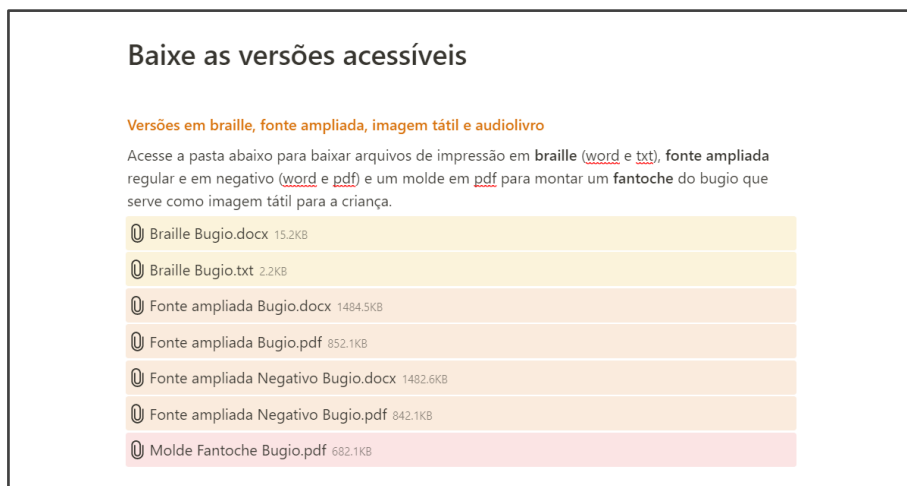 Baixe as versões acessíveis
Versões em braille, fonte ampliada, imagem tátil e audiolivro
Acesse a pasta abaixo para baixar arquivos de impressão em braille (word e txt), fonte ampliada
regular e em negativo (word e pdf) e um molde em pdf para montar um fantoche do bugio que
serve como imagem tátil para a criança.
Braille Bugio.docx 15.2KB
Braille Bugio.txt 2.2KB
Fonte ampliada Bugio.docx 1484.5KB
Fonte ampliada Bugio.pdf 852.1KB
Fonte ampliada Negativo Bugio.docx 1482.6KB
Fonte ampliada Negativo Bugio.pdf 842.1KB
Molde Fantoche Bugio.pdf 682.1KB